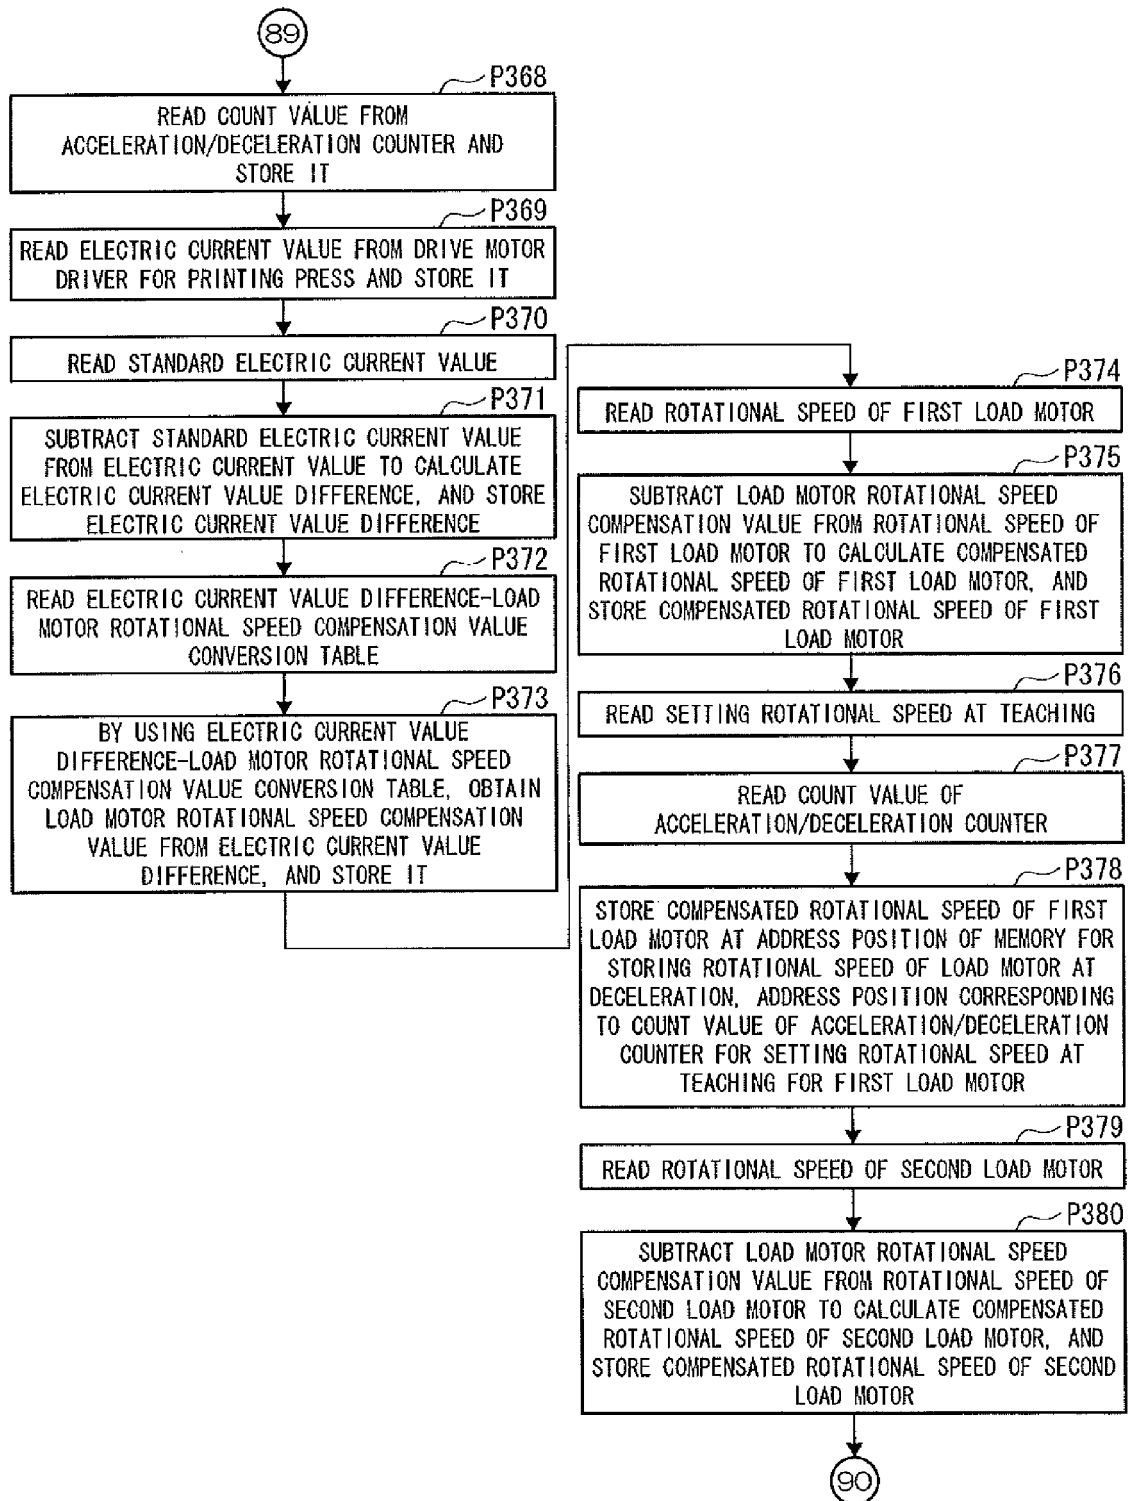 89
P368
READ COUNT VALUE FROM
ACCELERATION/DECELERATION COUNTER AND
STORE IT
P369
READ ELECTRIC CURRENT VALUE FROM DRIVE MOTOR
DRIVER FOR PRINTING PRESS AND STORE IT
P370
READ STANDARD ELECTRIC CURRENT VALUE
P371
SUBTRACT STANDARD ELECTRIC CURRENT VALUE
FROM ELECTRIC CURRENT VALUE TO CALCULATE
ELECTRIC CURRENT VALUE DIFFERENCE, AND STORE
ELECTRIC CURRENT VALUE DIFFERENCE
P372
READ ELECTRIC CURRENT VALUE DIFFERENCE-LOAD
MOTOR ROTATIONAL SPEED COMPENSATION VALUE
CONVERSION TABLE
P373
BY USING ELECTRIC CURRENT VALUE
DIFFERENCE-LOAD MOTOR ROTATIONAL SPEED
COMPENSATION VALUE CONVERSION TABLE, OBTAIN
LOAD MOTOR ROTATIONAL SPEED COMPENSATION
VALUE FROM ELECTRIC CURRENT VALUE
DIFFERENCE, AND STORE IT
P374
READ ROTATIONAL SPEED OF FIRST LOAD MOTOR
P375
SUBTRACT LOAD MOTOR ROTATIONAL SPEED
COMPENSATION VALUE FROM ROTATIONAL SPEED OF
FIRST LOAD MOTOR TO CALCULATE COMPENSATED
ROTATIONAL SPEED OF FIRST LOAD MOTOR, AND
STORE COMPENSATED ROTATIONAL SPEED OF FIRST
LOAD MOTOR
P376
READ SETTING ROTATIONAL SPEED AT TEACHING
P377
READ COUNT VALUE OF
ACCELERATION/DECELERATION COUNTER
P378
STORE COMPENSATED ROTATIONAL SPEED OF FIRST
LOAD MOTOR AT ADDRESS POSITION OF MEMORY FOR
STORING ROTATIONAL SPEED OF LOAD MOTOR AT
DECELERATION, ADDRESS POSITION CORRESPONDING
TO COUNT VALUE OF ACCELERATION/DECELERATION
COUNTER FOR SETTING ROTATIONAL SPEED AT
TEACHING FOR FIRST LOAD MOTOR
P379
READ ROTATIONAL SPEED OF SECOND LOAD MOTOR
P380
SUBTRACT LOAD MOTOR ROTATIONAL SPEED
COMPENSATION VALUE FROM ROTATIONAL SPEED OF
SECOND LOAD MOTOR TO CALCULATE COMPENSATED
ROTATIONAL SPEED OF SECOND LOAD MOTOR, AND
STORE COMPENSATED ROTATIONAL SPEED OF SECOND
LOAD MOTOR
90